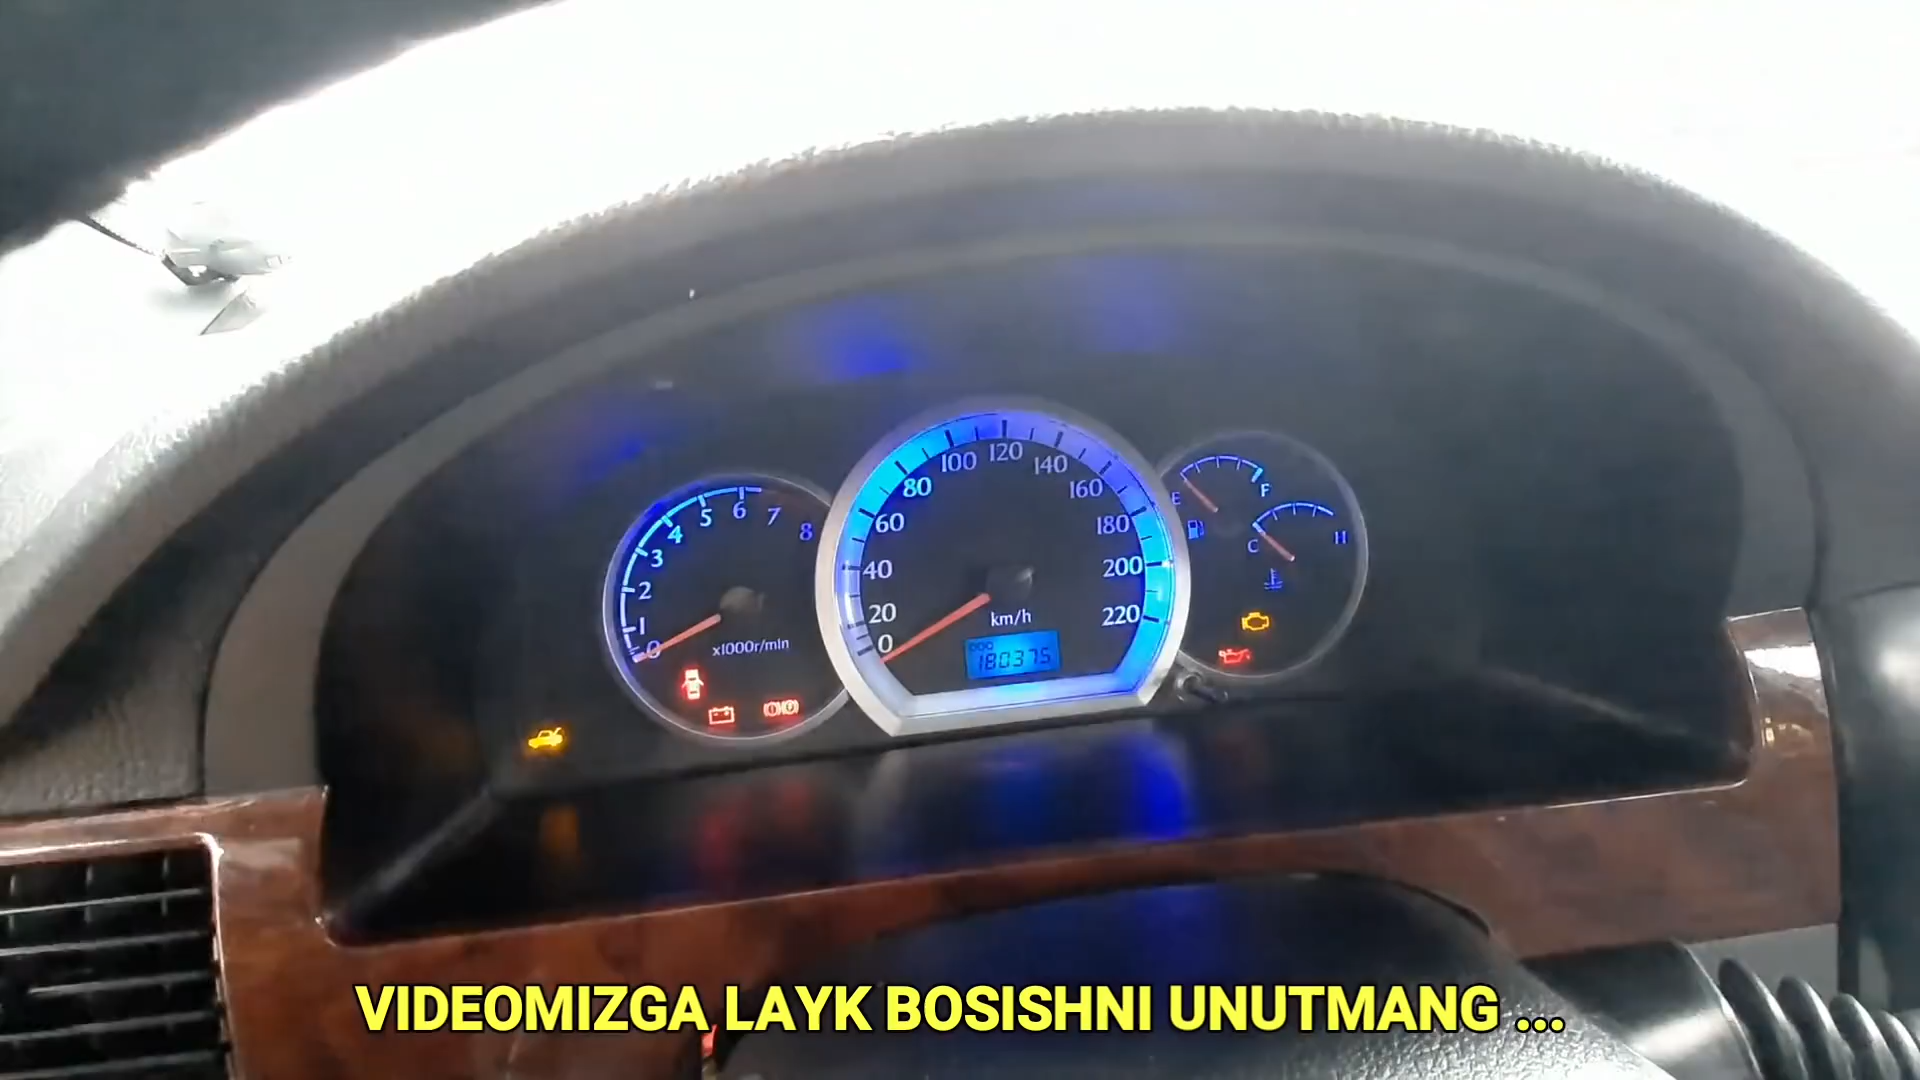 0 1 2 3 4 5 6 7 8
x1000r/min
0 20 40 60 80 100 120 140 160 180 200 220
km/h
180375
E F
C H
VIDEOMIZGA LAYK BOSISHNI UNUTMANG ...